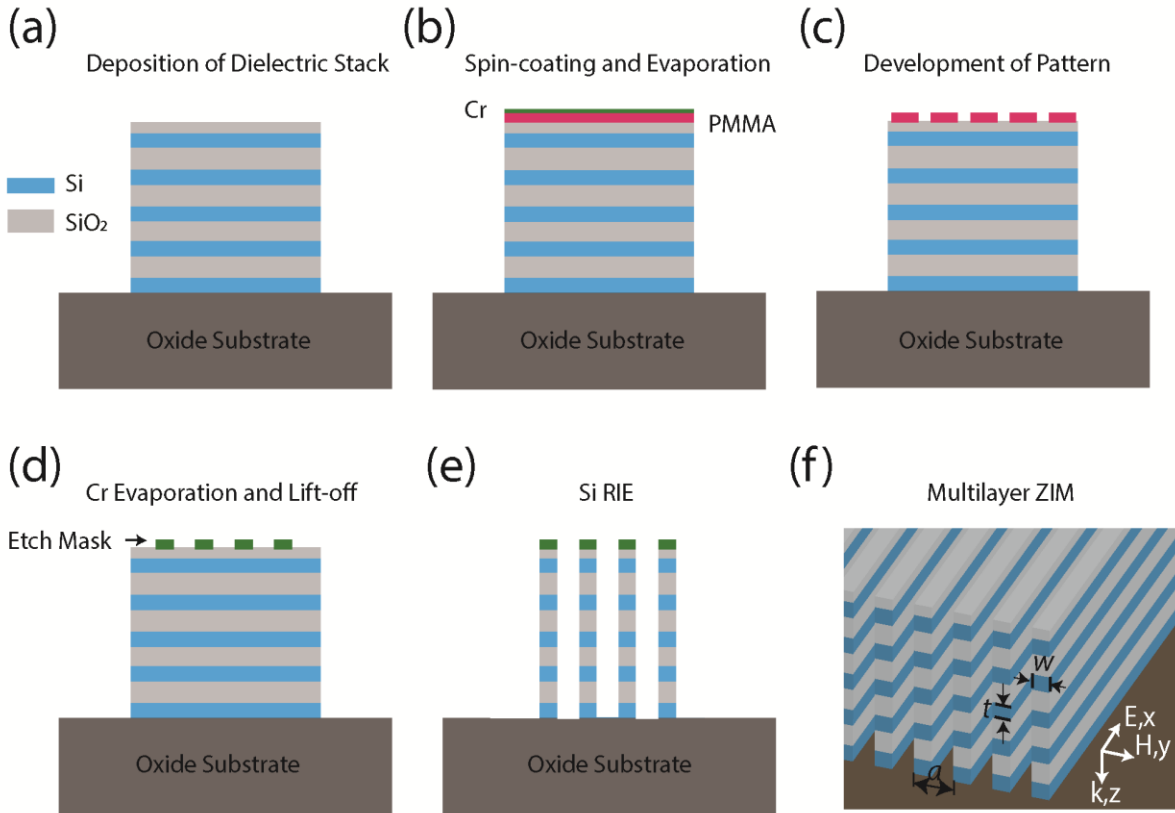 (a)
Deposition of Dielectric Stack
Si
SiO₂
Oxide Substrate
(b)
Spin-coating and Evaporation
Cr
PMMA
Oxide Substrate
(c)
Development of Pattern
Oxide Substrate
(d)
Cr Evaporation and Lift-off
Etch Mask
Oxide Substrate
(e)
Si RIE
Oxide Substrate
(f)
Multilayer ZIM
w
t
a
E,x
H,y
k,z